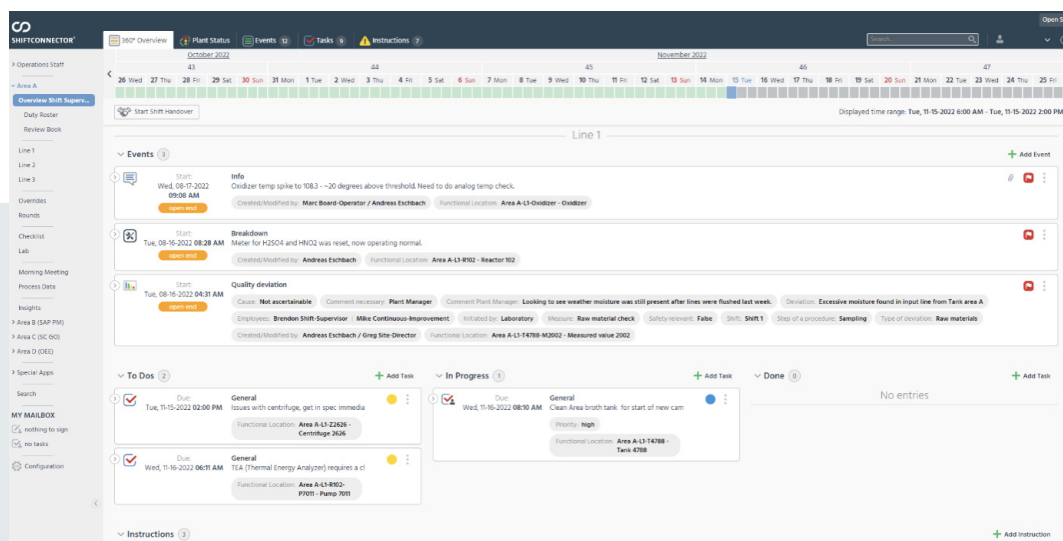 Open S
SHIFTCONNECTOR®
360° Overview
Plant Status
Events 12
Tasks 9
Instructions 7
Search...
> Operations Staff
Area A
Overview Shift Superv...
Duty Roster
Review Book
Line 1
Line 2
Line 3
Overrides
Rounds
Checklist
Lab
Morning Meeting
Process Data
Insights
> Area B (SAP PM)
> Area C (SC GO)
> Area D (OEE)
> Special Apps
Search
MY MAILBOX
nothing to sign
no tasks
Configuration
October 2022 November 2022
43 44 45 46 47
26 Wed 27 Thu 28 Fri 29 Sat 30 Sun 31 Mon 1 Tue 2 Wed 3 Thu 4 Fri 5 Sat 6 Sun 7 Mon 8 Tue 9 Wed 10 Thu 11 Fri 12 Sat 13 Sun 14 Mon 15 Tue 16 Wed 17 Thu 18 Fri 19 Sat 20 Sun 21 Mon 22 Tue 23 Wed 24 Thu 25 Fri
Start Shift Handover
Displayed time range: Tue, 11-15-2022 6:00 AM - Tue, 11-15-2022 2:00 PM
Line 1
Events 3
+ Add Event
Start:
Wed, 08-17-2022
09:08 AM
open end
Info
Oxidizer temp spike to 108.3 - ~20 degrees above threshold. Need to do analog temp check.
Created/Modified by: Marc Board-Operator / Andreas Eschbach
Functional Location: Area A-L1-Oxidizer - Oxidizer
Start:
Tue, 08-16-2022 08:28 AM
open end
Breakdown
Meter for H2SO4 and HNO2 was reset, now operating normal.
Created/Modified by: Andreas Eschbach
Functional Location: Area A-L1-R102 - Reactor 102
Start:
Tue, 08-16-2022 04:31 AM
open end
Quality deviation
Cause: Not ascertainable Comment necessary: Plant Manager Comment Plant Manager: Looking to see weather moisture was still present after lines were flushed last week. Deviation: Excessive moisture found in input line from Tank area A
Employees: Brendon Shift-Supervisor | Mike Continuous-Improvement Initiated by: Laboratory Measure: Raw material check Safety relevant: False Shift: Shift 1 Step of a procedure: Sampling Type of deviation: Raw materials
Created/Modified by: Andreas Eschbach / Greg Site-Director Functional Location: Area A-L1-T4788-M2002 - Measured value 2002
To Dos 2
+ Add Task
Due:
Tue, 11-15-2022 02:00 PM
General
Issues with centrifuge, get in spec immedia
Functional Location: Area A-L1-Z2626 -
Centrifuge 2626
Due:
Wed, 11-16-2022 06:11 AM
General
TEA (Thermal Energy Analyzer) requires a cl
Functional Location: Area A-L1-R102-
P7011 - Pump 7011
In Progress 1
+ Add Task
Due:
Wed, 11-16-2022 08:10 AM
General
Clean Area broth tank for start of new cam
Priority: high
Functional Location: Area A-L1-T4788 -
Tank 4788
Done 0
+ Add Task
No entries
Instructions 3
+ Add Instruction